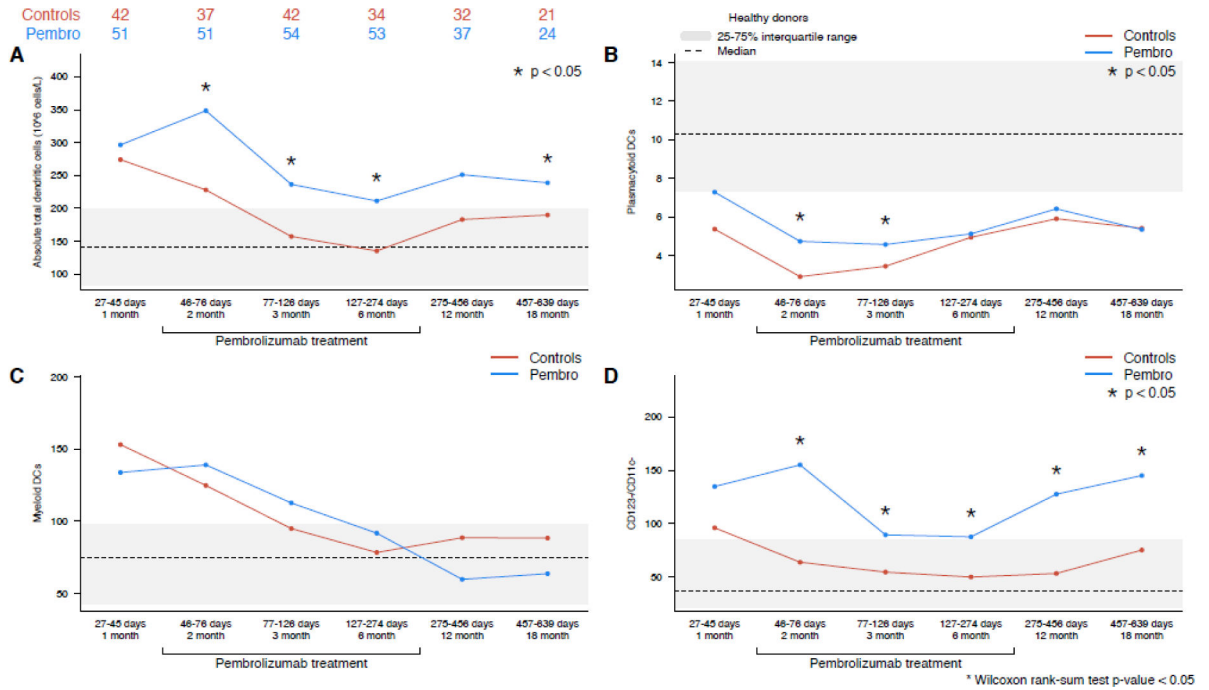 Controls 42 37 42 34 32 21
Pembro 51 51 54 53 37 24
Healthy donors
25-75% interquartile range
Median
Controls
Pembro
* p < 0.05
A
* p < 0.05
Absolute total dendritic cells (10^6 cells/L)
400
350
300
250
200
150
100
*
*
*
*
27-45 days 46-76 days 77-126 days 127-274 days 275-456 days 457-639 days
1 month 2 month 3 month 6 month 12 month 18 month
Pembrolizumab treatment
B
Plasmacytoid DCs
14
12
10
8
6
4
*
*
27-45 days 46-76 days 77-126 days 127-274 days 275-456 days 457-639 days
1 month 2 month 3 month 6 month 12 month 18 month
Pembrolizumab treatment
C
Controls
Pembro
Myeloid DCs
200
150
100
50
27-45 days 46-76 days 77-126 days 127-274 days 275-456 days 457-639 days
1 month 2 month 3 month 6 month 12 month 18 month
Pembrolizumab treatment
D
Controls
Pembro
* p < 0.05
CD123-/CD11c-
200
150
100
50
*
*
*
*
*
27-45 days 46-76 days 77-126 days 127-274 days 275-456 days 457-639 days
1 month 2 month 3 month 6 month 12 month 18 month
Pembrolizumab treatment
* Wilcoxon rank-sum test p-value < 0.05